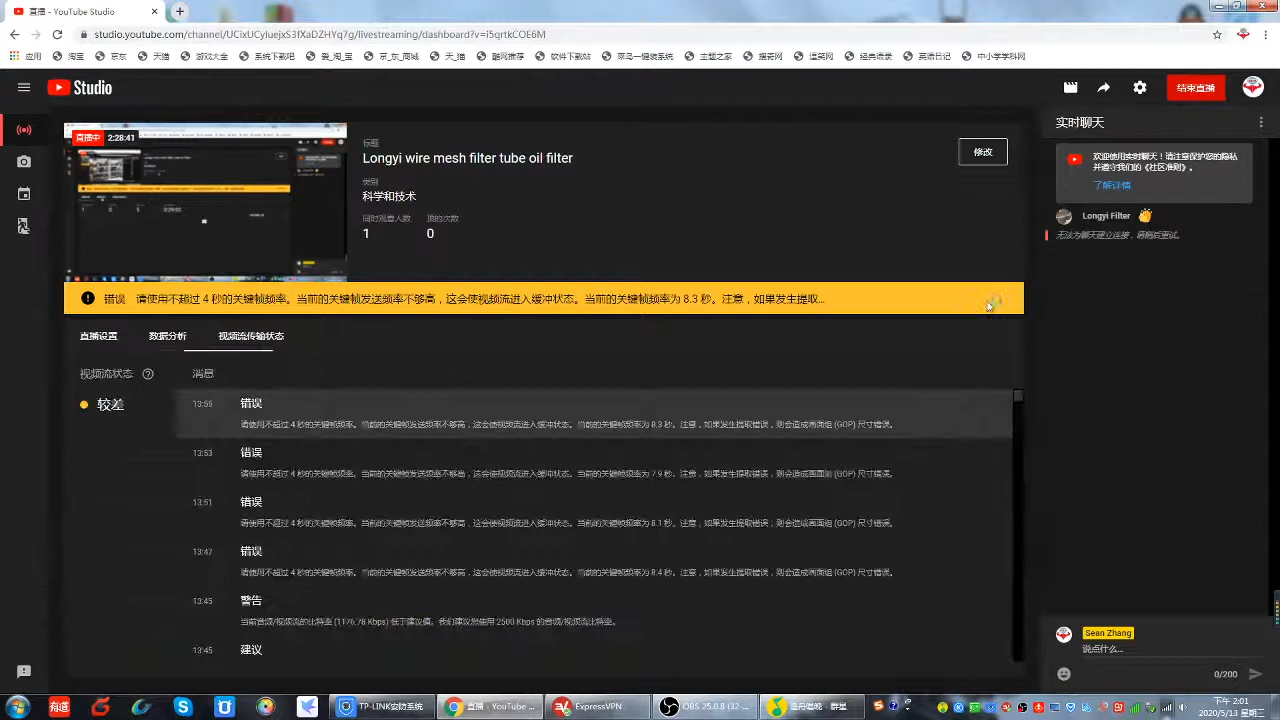 直播 - YouTube Studio
studio.youtube.com/channel/UCixUCyIuejxS3fXaDZHYq7g/livestreaming/dashboard?v=I5qrtkCOE6M
应用 淘宝 京东 天猫 游戏大全 系统下载吧 爱_淘_宝 京_东_商城 天_猫 酷网推荐 软件下载站 菜鸟一键装系统 主题之家 搜答网 逗笑网 经典语录 英语日记 中小学学科网
Studio
结束直播
直播中 2:28:41
标题
Longyi wire mesh filter tube oil filter
修改
类别
科学和技术
同时观看人数 顶的次数
1 0
错误 请使用不超过 4 秒的关键帧频率。当前的关键帧发送频率不够高，这会使视频流进入缓冲状态。当前的关键帧频率为 8.3 秒。注意，如果发生提取...
直播设置 数据分析 视频流传输状态
视频流状态 消息
较差
13:55 错误
请使用不超过 4 秒的关键帧频率。当前的关键帧发送频率不够高，这会使视频流进入缓冲状态。当前的关键帧频率为 8.3 秒。注意，如果发生提取错误，则会造成画面组 (GOP) 尺寸错误。
13:53 错误
请使用不超过 4 秒的关键帧频率。当前的关键帧发送频率不够高，这会使视频流进入缓冲状态。当前的关键帧频率为 7.9 秒。注意，如果发生提取错误，则会造成画面组 (GOP) 尺寸错误。
13:51 错误
请使用不超过 4 秒的关键帧频率。当前的关键帧发送频率不够高，这会使视频流进入缓冲状态。当前的关键帧频率为 8.1 秒。注意，如果发生提取错误，则会造成画面组 (GOP) 尺寸错误。
13:47 错误
请使用不超过 4 秒的关键帧频率。当前的关键帧发送频率不够高，这会使视频流进入缓冲状态。当前的关键帧频率为 8.4 秒。注意，如果发生提取错误，则会造成画面组 (GOP) 尺寸错误。
13:45 警告
当前音频/视频流的比特率 (1176.78 Kbps) 低于建议值。我们建议您使用 2500 Kbps 的音频/视频流比特率。
13:45 建议
实时聊天
欢迎使用实时聊天！请注意保护您的隐私
并遵守我们的《社区准则》。
了解详情
Longyi Filter
无法为聊天建立连接，请稍后重试。
Sean Zhang
说点什么...
0/200
有道 TP-LINK安防系统 直播 - YouTube ... ExpressVPN OBS 25.0.8 (32-...
下午 2:01
2020/5/13 星期三